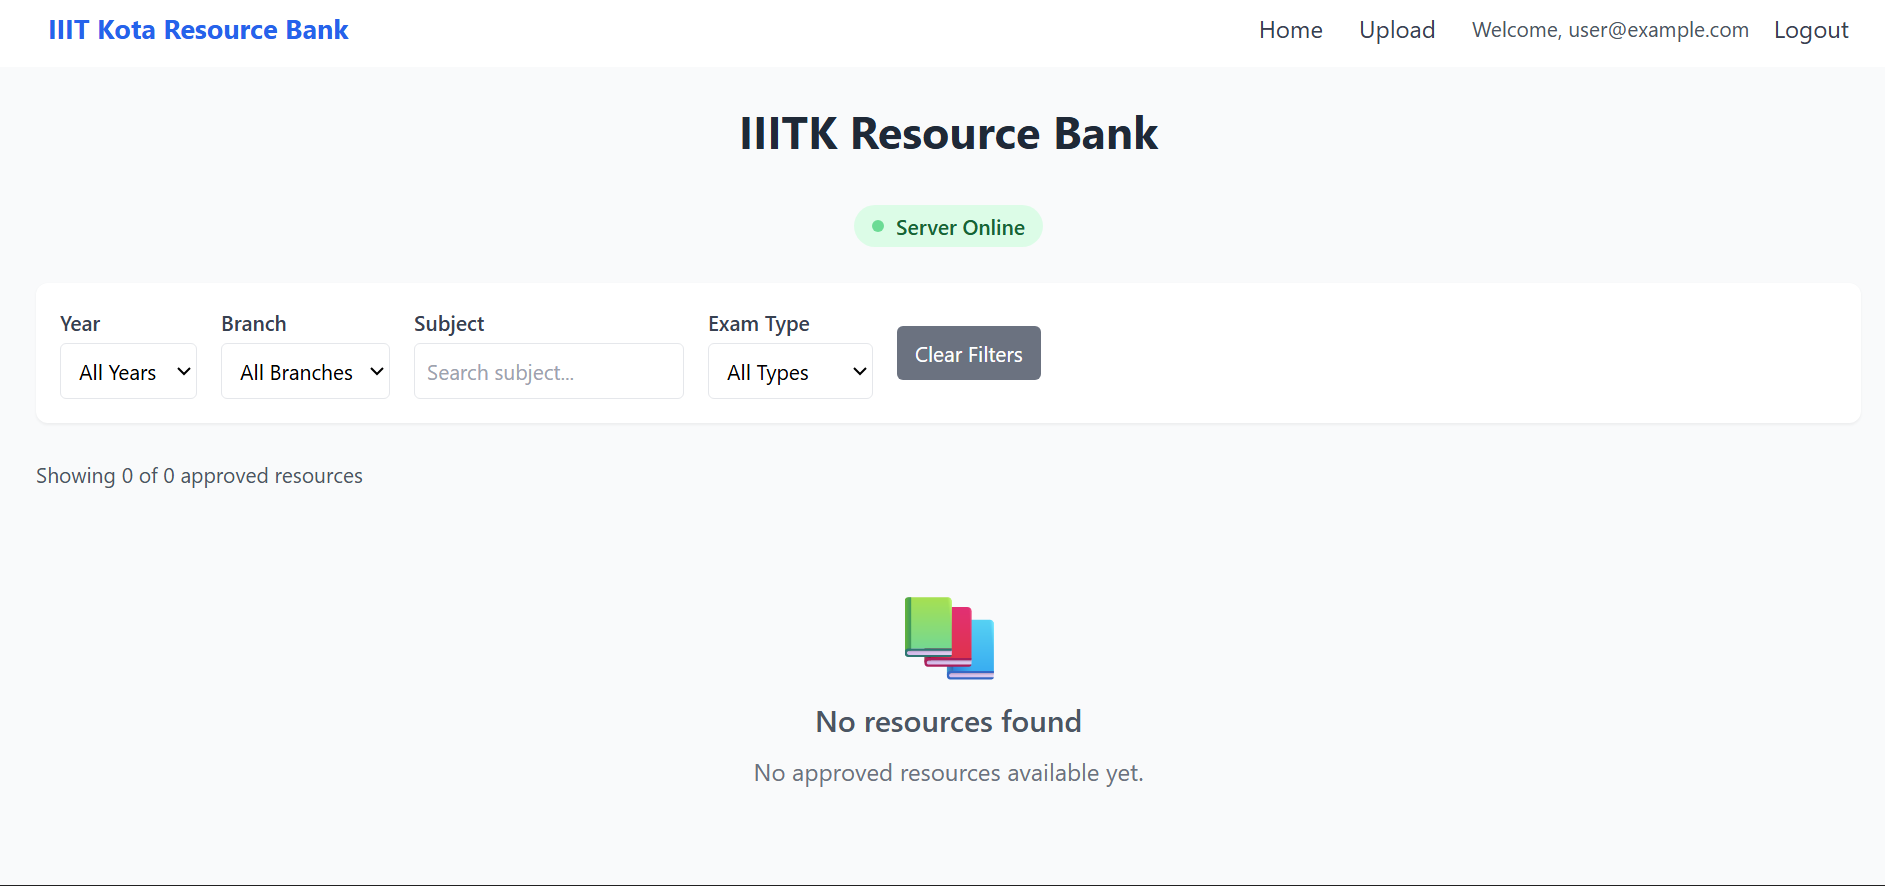 IIIT Kota Resource Bank
Home Upload Welcome, user@example.com Logout
IIITK Resource Bank
Server Online
Year Branch Subject Exam Type
All Years All Branches Search subject... All Types Clear Filters
Showing 0 of 0 approved resources
No resources found
No approved resources available yet.